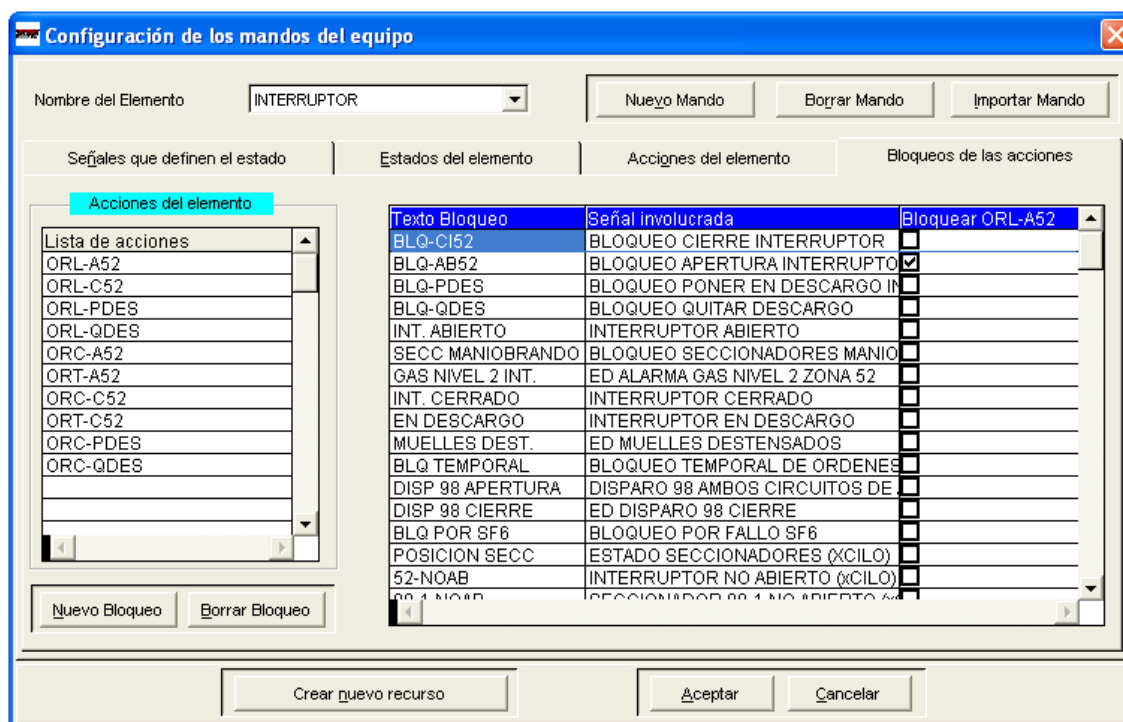 Configuración de los mandos del equipo
Nombre del Elemento INTERRUPTOR Nuevo Mando Borrar Mando Importar Mando
Señales que definen el estado Estados del elemento Acciones del elemento Bloqueos de las acciones
Acciones del elemento
Lista de acciones
ORL-A52
ORL-C52
ORL-PDES
ORL-QDES
ORC-A52
ORT-A52
ORC-C52
ORT-C52
ORC-PDES
ORC-QDES
Nuevo Bloqueo Borrar Bloqueo
Texto Bloqueo Señal involucrada Bloquear ORL-A52
BLQ-CI52 BLOQUEO CIERRE INTERRUPTOR
BLQ-AB52 BLOQUEO APERTURA INTERRUPTO
BLQ-PDES BLOQUEO PONER EN DESCARGO IN
BLQ-QDES BLOQUEO QUITAR DESCARGO
INT. ABIERTO INTERRUPTOR ABIERTO
SECC MANIOBRANDO BLOQUEO SECCIONADORES MANIO
GAS NIVEL 2 INT. ED ALARMA GAS NIVEL 2 ZONA 52
INT. CERRADO INTERRUPTOR CERRADO
EN DESCARGO INTERRUPTOR EN DESCARGO
MUELLES DEST. ED MUELLES DESTENSADOS
BLQ TEMPORAL BLOQUEO TEMPORAL DE ORDENES
DISP 98 APERTURA DISPARO 98 AMBOS CIRCUITOS DE
DISP 98 CIERRE ED DISPARO 98 CIERRE
BLQ POR SF6 BLOQUEO POR FALLO SF6
POSICION SECC ESTADO SECCIONADORES (XCILO)
52-NOAB INTERRUPTOR NO ABIERTO (xCILO)
Crear nuevo recurso Aceptar Cancelar